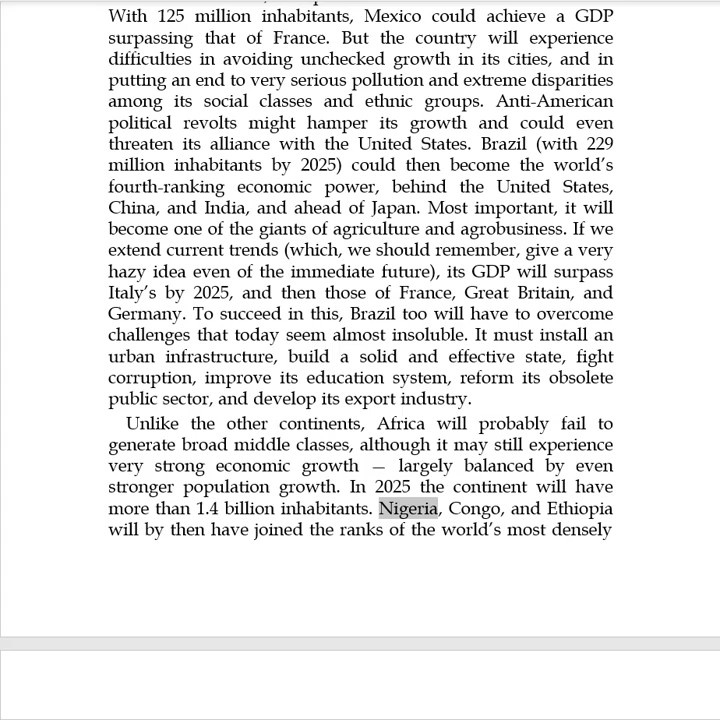 With 125 million inhabitants, Mexico could achieve a GDP
surpassing that of France. But the country will experience
difficulties in avoiding unchecked growth in its cities, and in
putting an end to very serious pollution and extreme disparities
among its social classes and ethnic groups. Anti-American
political revolts might hamper its growth and could even
threaten its alliance with the United States. Brazil (with 229
million inhabitants by 2025) could then become the world's
fourth-ranking economic power, behind the United States,
China, and India, and ahead of Japan. Most important, it will
become one of the giants of agriculture and agrobusiness. If we
extend current trends (which, we should remember, give a very
hazy idea even of the immediate future), its GDP will surpass
Italy's by 2025, and then those of France, Great Britain, and
Germany. To succeed in this, Brazil too will have to overcome
challenges that today seem almost insoluble. It must install an
urban infrastructure, build a solid and effective state, fight
corruption, improve its education system, reform its obsolete
public sector, and develop its export industry.
Unlike the other continents, Africa will probably fail to
generate broad middle classes, although it may still experience
very strong economic growth — largely balanced by even
stronger population growth. In 2025 the continent will have
more than 1.4 billion inhabitants. Nigeria, Congo, and Ethiopia
will by then have joined the ranks of the world's most densely